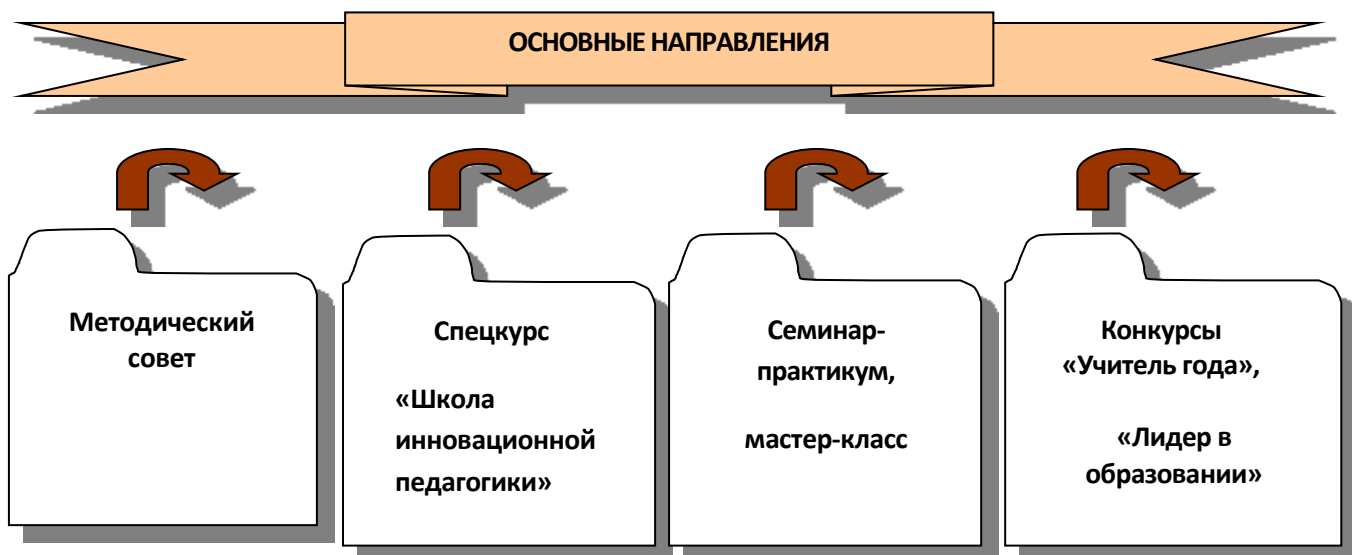 ОСНОВНЫЕ НАПРАВЛЕНИЯ
Методический
совет
Спецкурс
«Школа
инновационной
педагогики»
Семинар-
практикум,
мастер-класс
Конкурсы
«Учитель года»,
«Лидер в
образовании»